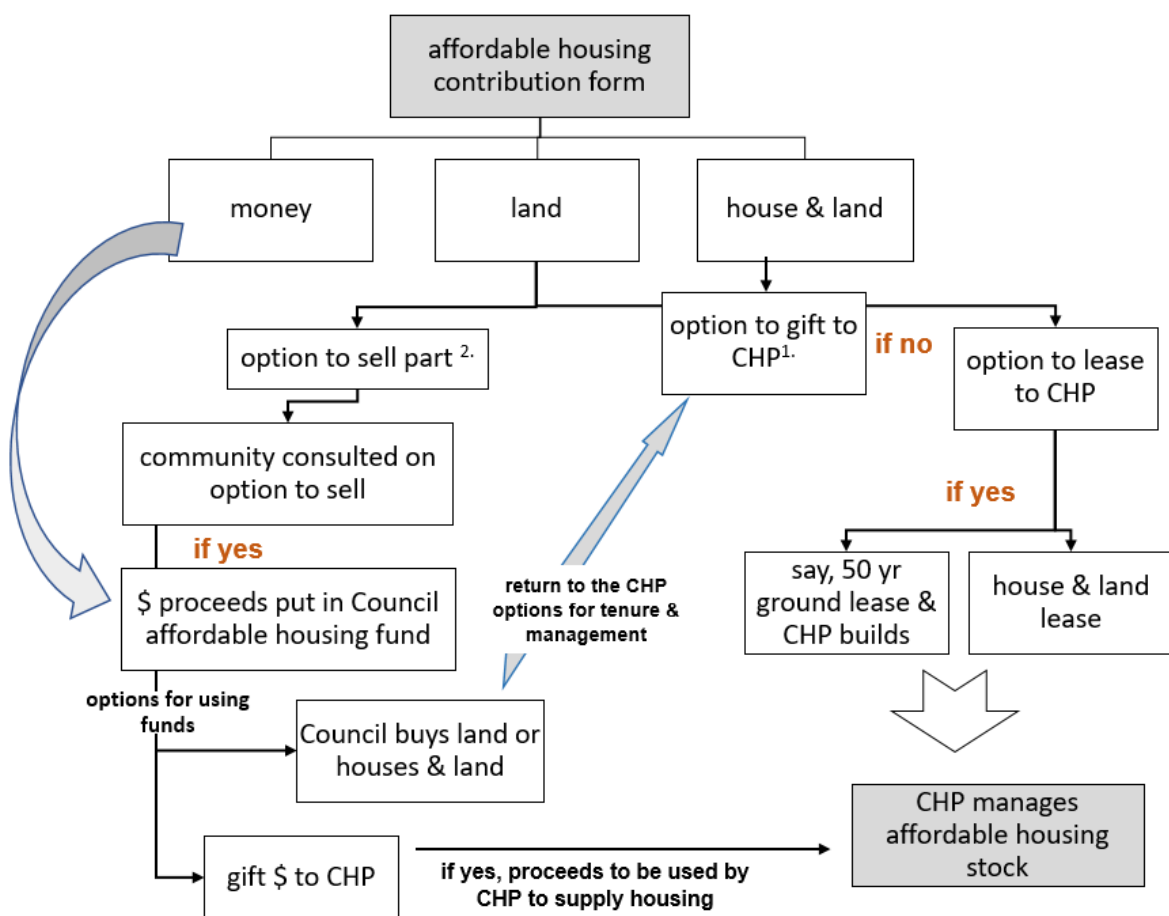 affordable housing
contribution form
money
land
house & land
option to sell part 2.
option to gift to
CHP1.
if no
option to lease
to CHP
community consulted on
option to sell
if yes
if yes
$ proceeds put in Council
affordable housing fund
return to the CHP
options for tenure &
management
say, 50 yr
ground lease &
CHP builds
house & land
lease
options for using
funds
Council buys land or
houses & land
gift $ to CHP
if yes, proceeds to be used by
CHP to supply housing
CHP manages
affordable housing
stock